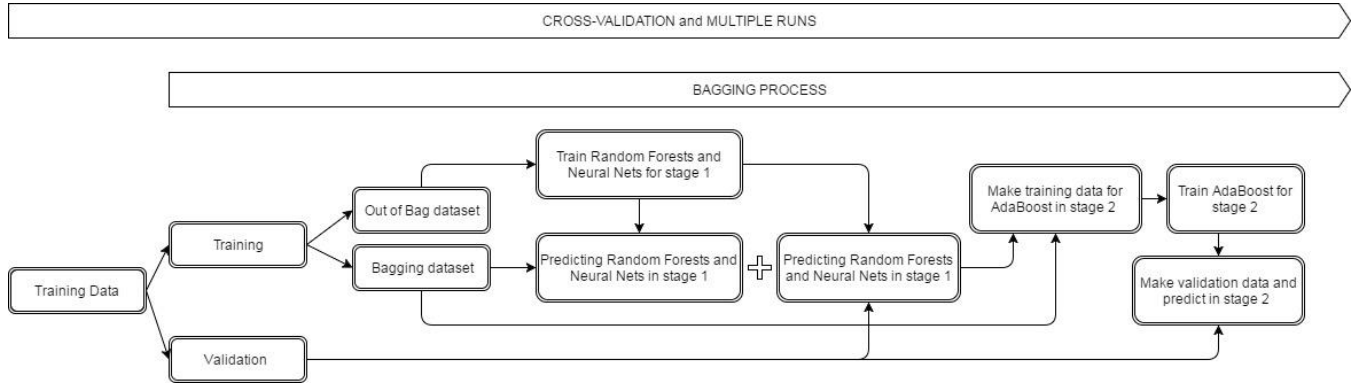 CROSS-VALIDATION and MULTIPLE RUNS
BAGGING PROCESS
Train Random Forests and
Neural Nets for stage 1
Make training data for
AdaBoost in stage 2
Train AdaBoost for
stage 2
Out of Bag dataset
Training
Bagging dataset
Predicting Random Forests and
Neural Nets in stage 1
Predicting Random Forests
and Neural Nets in stage 1
Make validation data and
predict in stage 2
Training Data
Validation